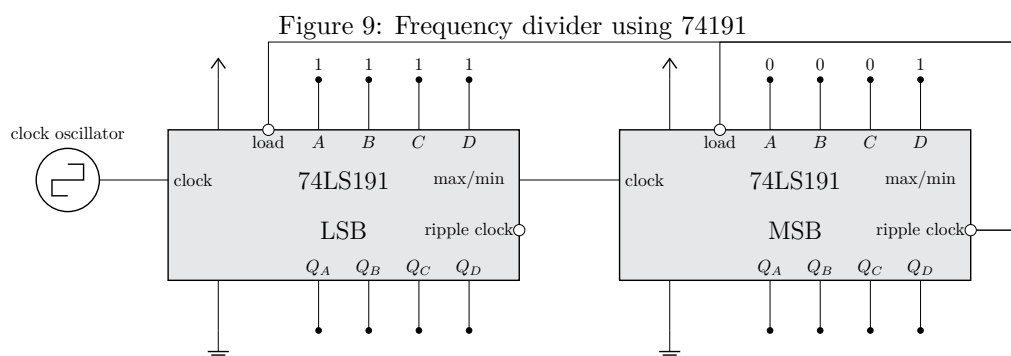 Figure 9: Frequency divider using 74191
1 1 1 1 0 0 0 1
clock oscillator
load A B C D load A B C D
clock 74LS191 max/min clock 74LS191 max/min
LSB ripple clock MSB ripple clock
Q_A Q_B Q_C Q_D Q_A Q_B Q_C Q_D